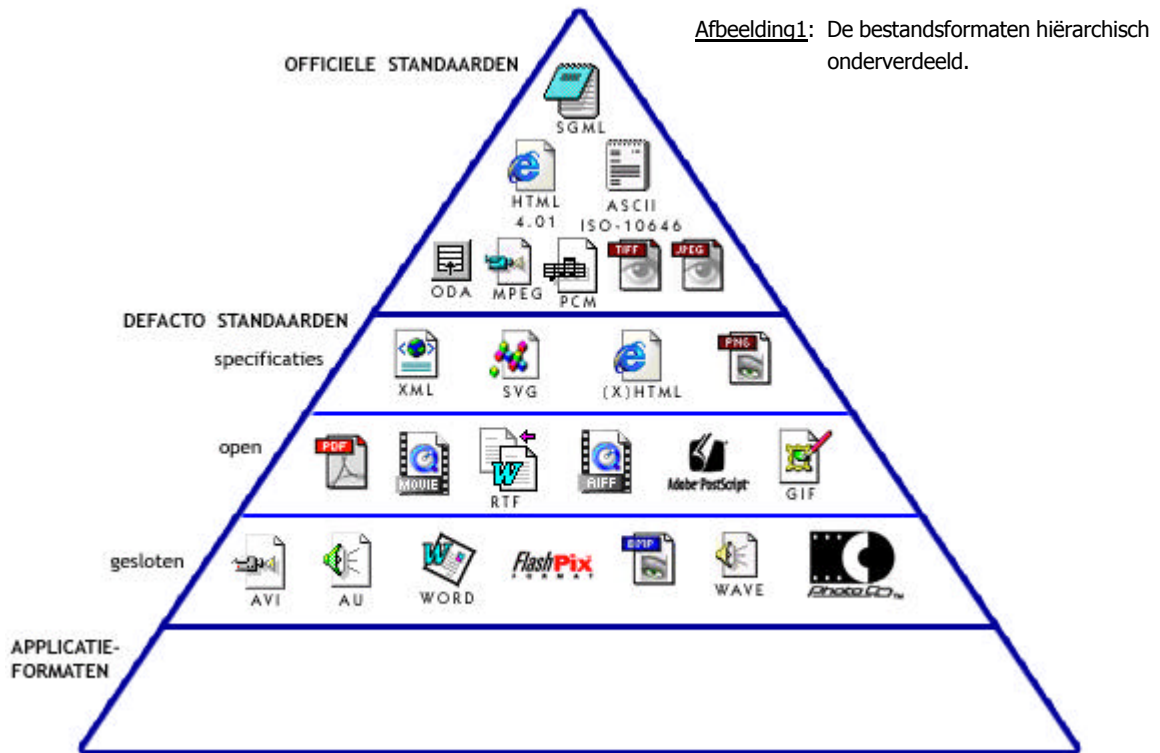 Afbeelding1: De bestandsformaten hiërarchisch
onderverdeeld.
OFFICIELE STANDAARDEN
SGML
HTML
4.01
ASCII
ISO-10646
ODA
MPEG
PCM
TIFF
JPEG
DEFACTO STANDAARDEN
specificaties
XML
SVG
(X)HTML
PNG
open
PDF
MOVIE
RTF
AIFF
Adobe PostScript
GIF
gesloten
AVI
AU
WORD
FlashPix
FORMAT
BMP
WAVE
PhotoCD™
APPLICATIE-
FORMATEN